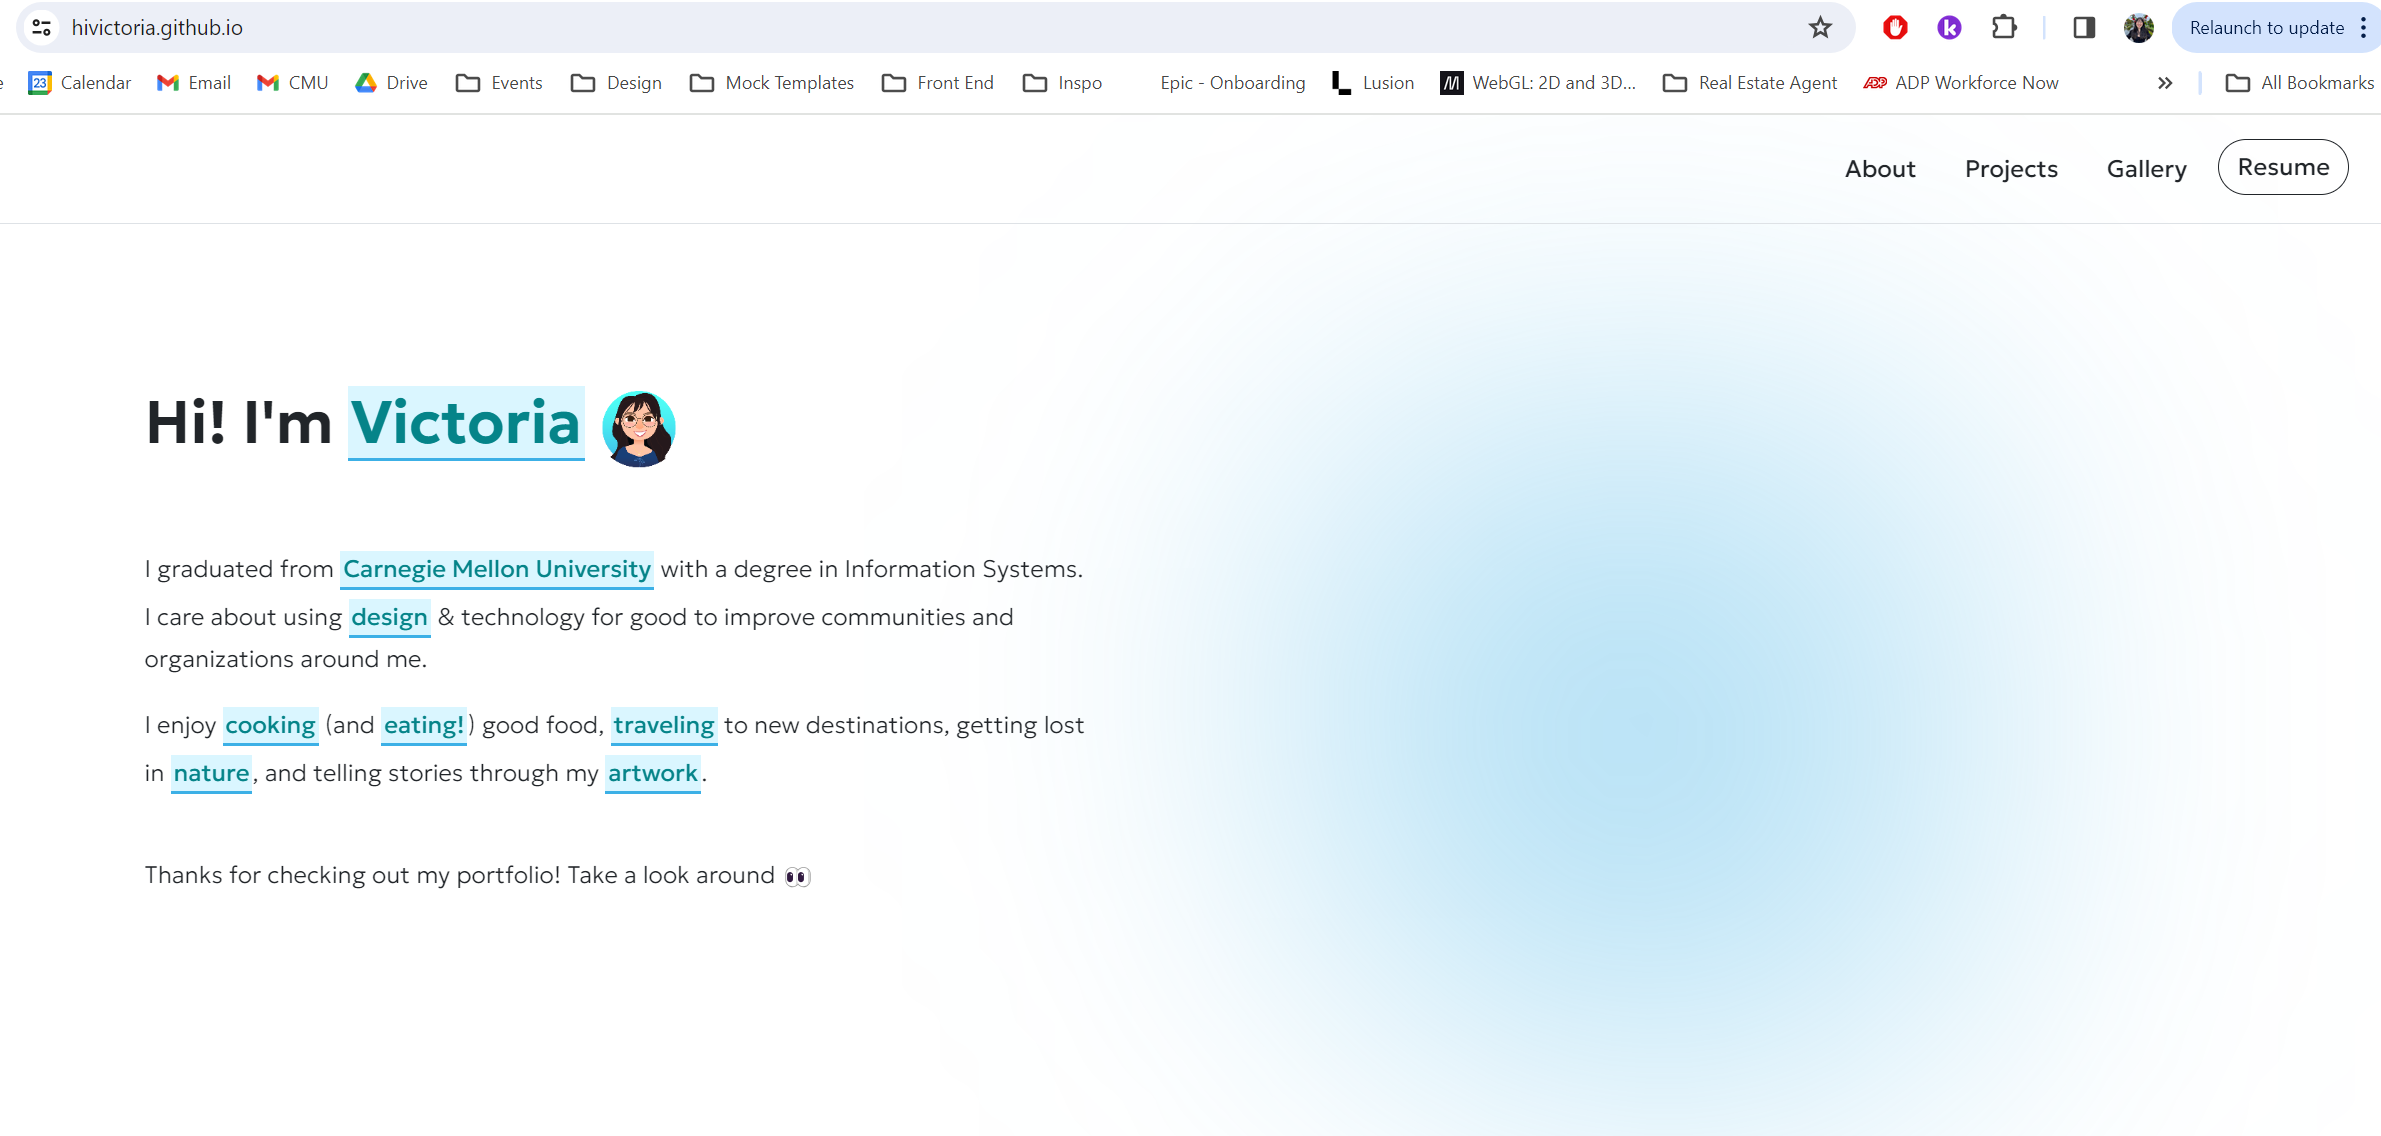 hivictoria.github.io Relaunch to update
23 Calendar Email CMU Drive Events Design Mock Templates Front End Inspo Epic - Onboarding Lusion WebGL: 2D and 3D... Real Estate Agent ADP ADP Workforce Now » All Bookmarks
About Projects Gallery Resume
Hi! I'm Victoria
I graduated from Carnegie Mellon University with a degree in Information Systems.
I care about using design & technology for good to improve communities and
organizations around me.
I enjoy cooking (and eating!) good food, traveling to new destinations, getting lost
in nature, and telling stories through my artwork.
Thanks for checking out my portfolio! Take a look around 👀